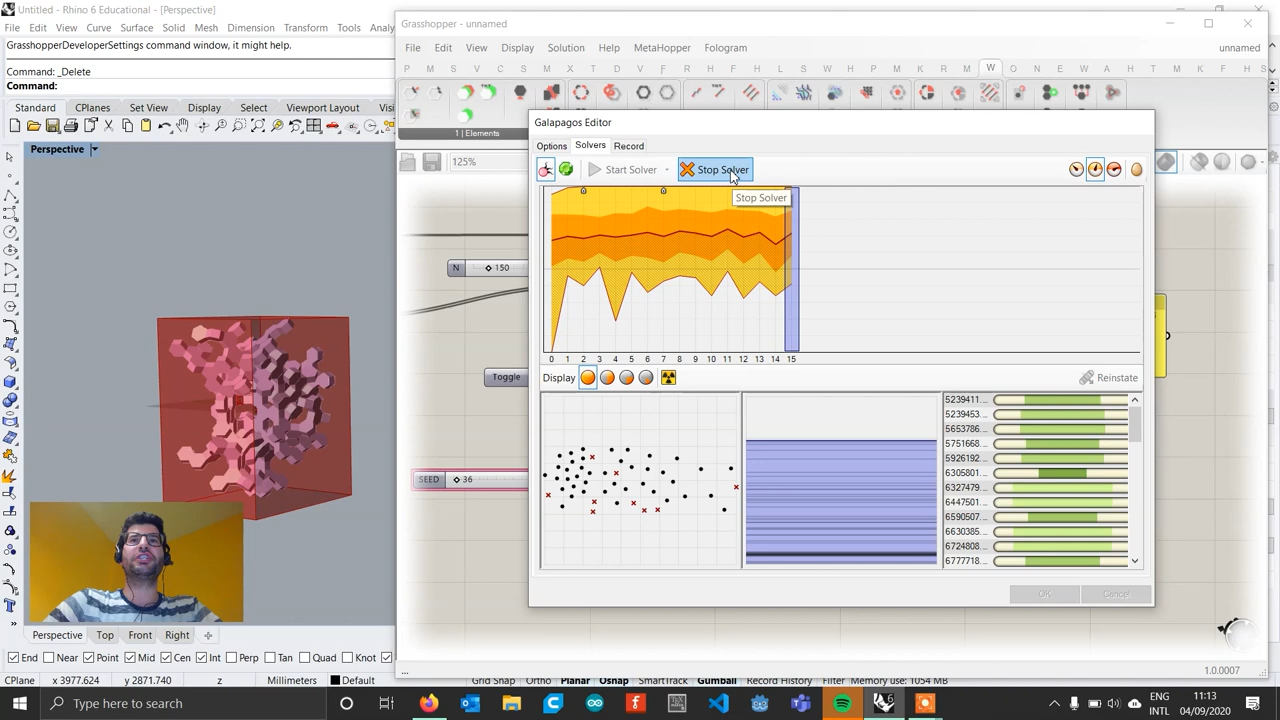 Untitled - Rhino 6 Educational - [Perspective]
File Edit View Curve Surface Solid Mesh Dimension Transform Tools
GrasshopperDeveloperSettings command window, it might help.
Command: _Delete
Command:
Standard CPlanes Set View Display Select Viewport Layout
Perspective
Grasshopper - unnamed
File Edit View Display Solution Help MetaHopper Fologram unnamed
P M S V C V S M X T D V F R H F D H L S K A P F C B W O N E M P C H F H S
1 | Elements
125%
N 150
Toggle
SEED 36
Galapagos Editor
Options Solvers Record
Start Solver Stop Solver
Stop Solver
0 1 2 3 4 5 6 7 8 9 10 11 12 13 14 15
Display Reinstate
5239411...
5239453...
5653786...
5751668...
5926192...
6305801...
6327479...
6447501...
6590507...
6630385...
6724808...
6777718...
OK Cancel
... 1.0.0007
Perspective Top Front Right
End Near Point Mid Cen Int Perp Tan Quad Knot
CPlane x 3977.624 y 2871.740 z Millimeters Default Grid Snap Ortho Planar Osnap SmartTrack Gumball Record History Filter Memory use: 1054 MB
Type here to search
ENG
INTL
11:13
04/09/2020